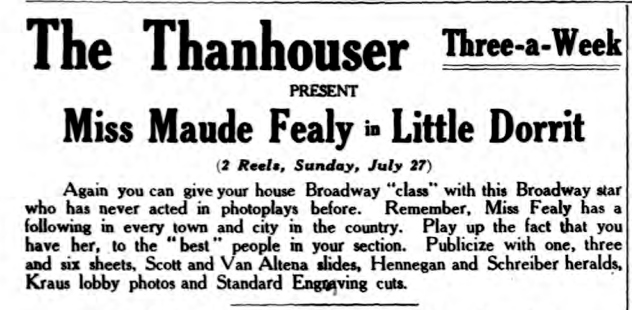 The Thanhouser Three-a-Week
PRESENT
Miss Maude Fealy in Little Dorrit
(2 Reels, Sunday, July 27)
Again you can give your house Broadway "class" with this Broadway star
who has never acted in photoplays before. Remember, Miss Fealy has a
following in every town and city in the country. Play up the fact that you
have her, to the "best" people in your section. Publicize with one, three
and six sheets, Scott and Van Altena slides, Hennegan and Schreiber heralds,
Kraus lobby photos and Standard Engraving cuts.